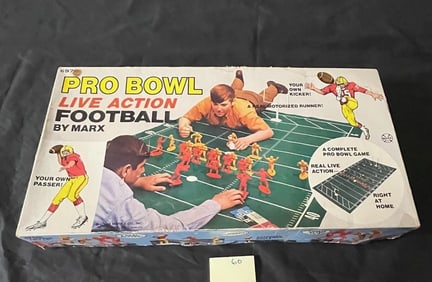 PRO BOWL
LIVE ACTION
FOOTBALL
BY MARX
YOUR
OWN
KICKER!
A REAL MOTORIZED RUNNER!
A COMPLETE
PRO BOWL GAME
REAL LIVE
ACTION
RIGHT
AT
HOME
YOUR OWN
PASSER!
60